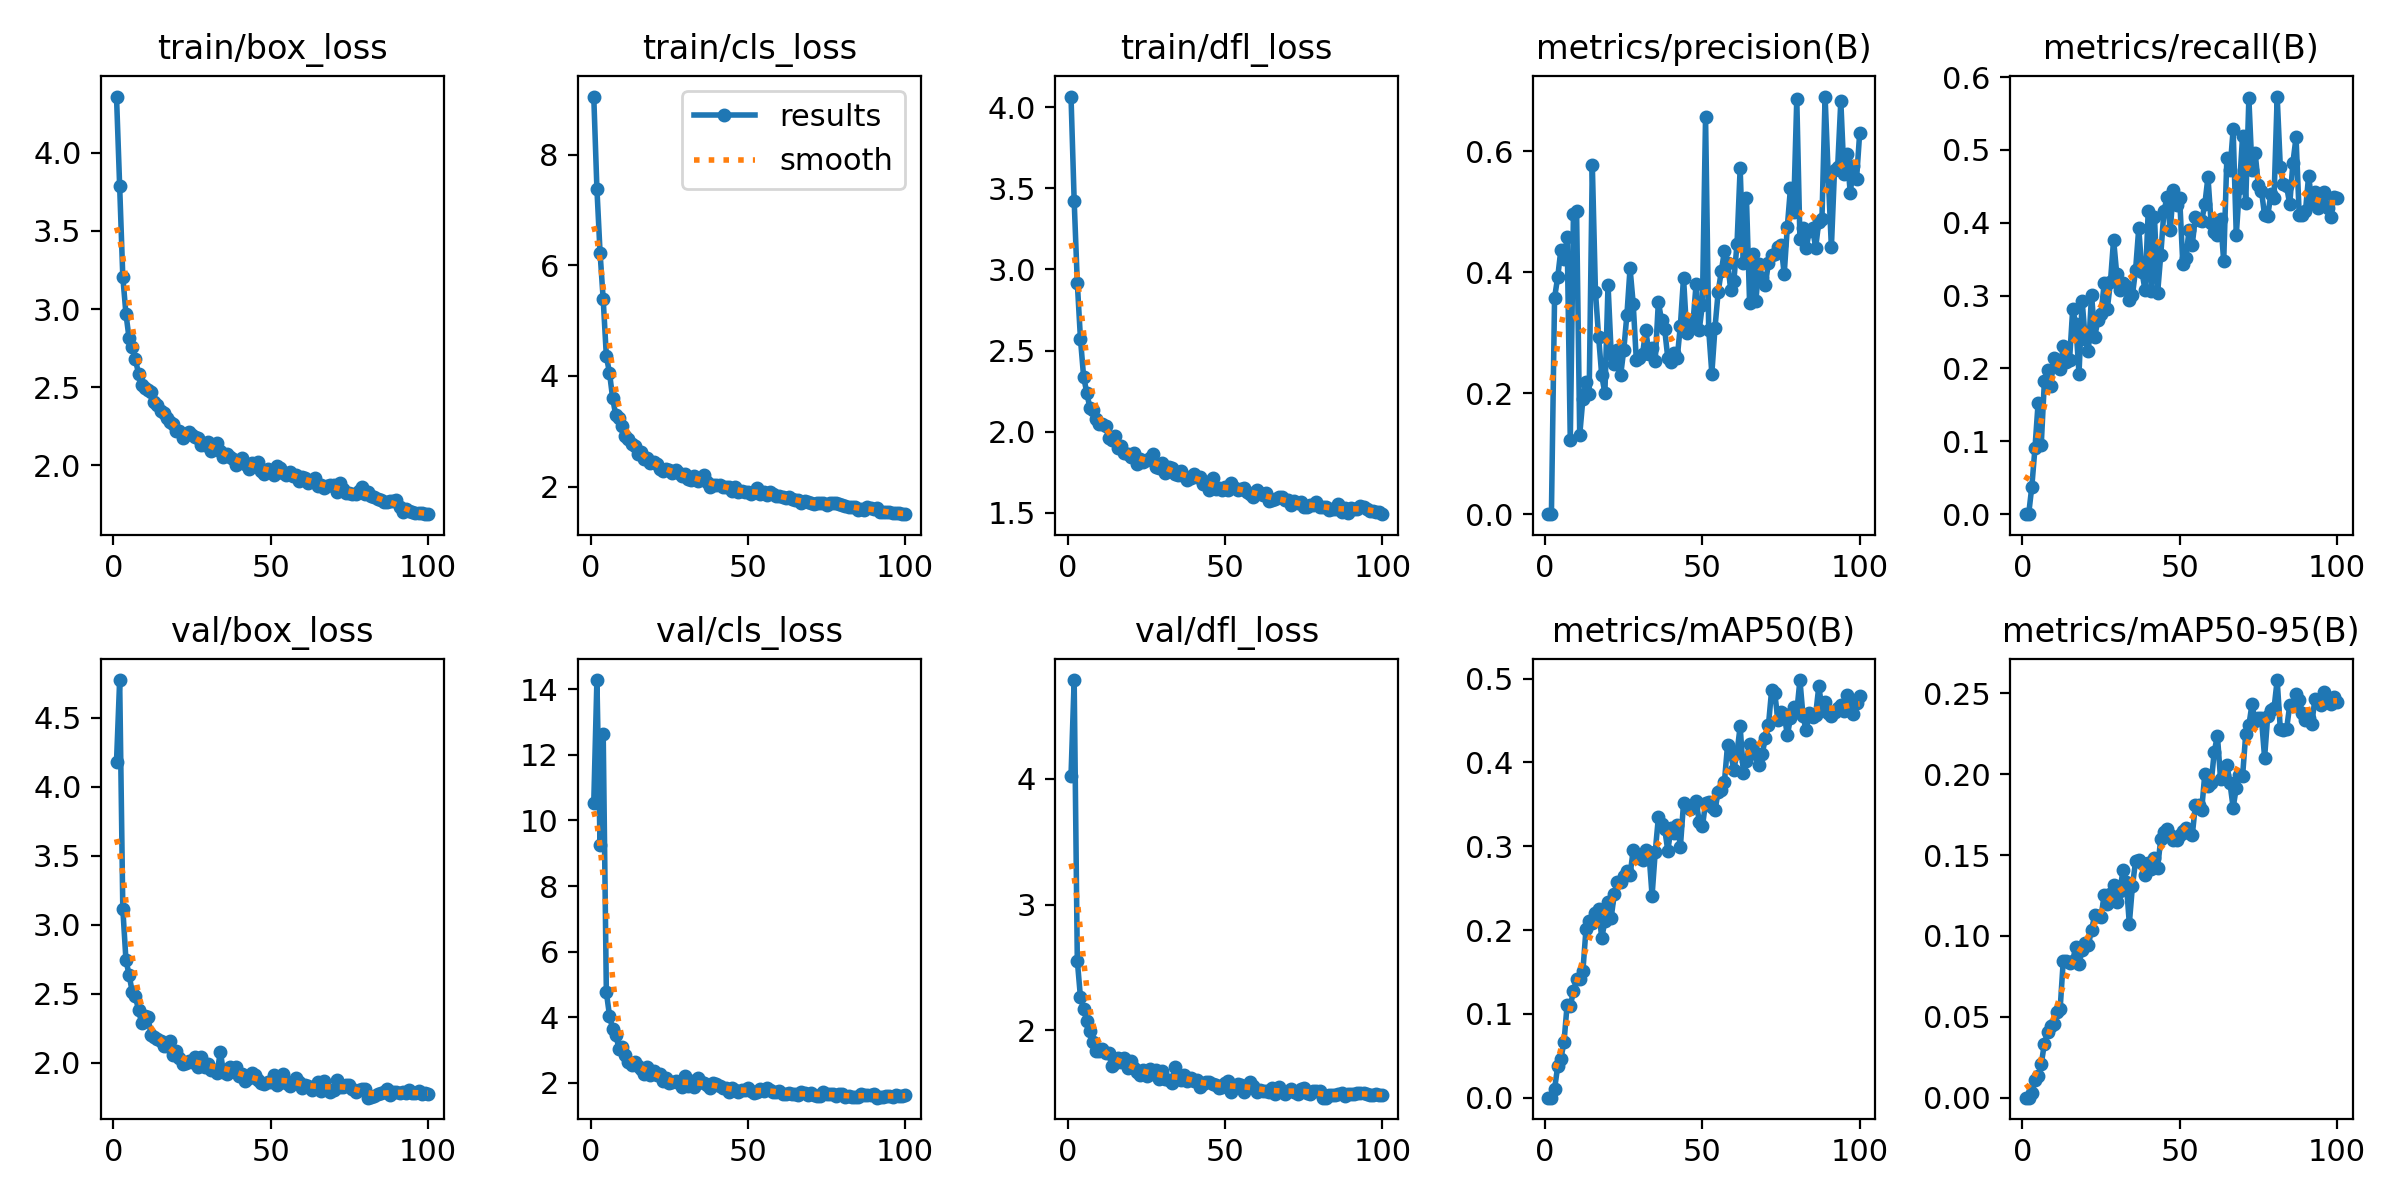 train/box_loss
4.0
3.5
3.0
2.5
2.0
0 50 100
train/cls_loss
results
smooth
8
6
4
2
0 50 100
train/dfl_loss
4.0
3.5
3.0
2.5
2.0
1.5
0 50 100
metrics/precision(B)
0.6
0.4
0.2
0.0
0 50 100
metrics/recall(B)
0.6
0.5
0.4
0.3
0.2
0.1
0.0
0 50 100
val/box_loss
4.5
4.0
3.5
3.0
2.5
2.0
0 50 100
val/cls_loss
14
12
10
8
6
4
2
0 50 100
val/dfl_loss
4
3
2
0 50 100
metrics/mAP50(B)
0.5
0.4
0.3
0.2
0.1
0.0
0 50 100
metrics/mAP50-95(B)
0.25
0.20
0.15
0.10
0.05
0.00
0 50 100